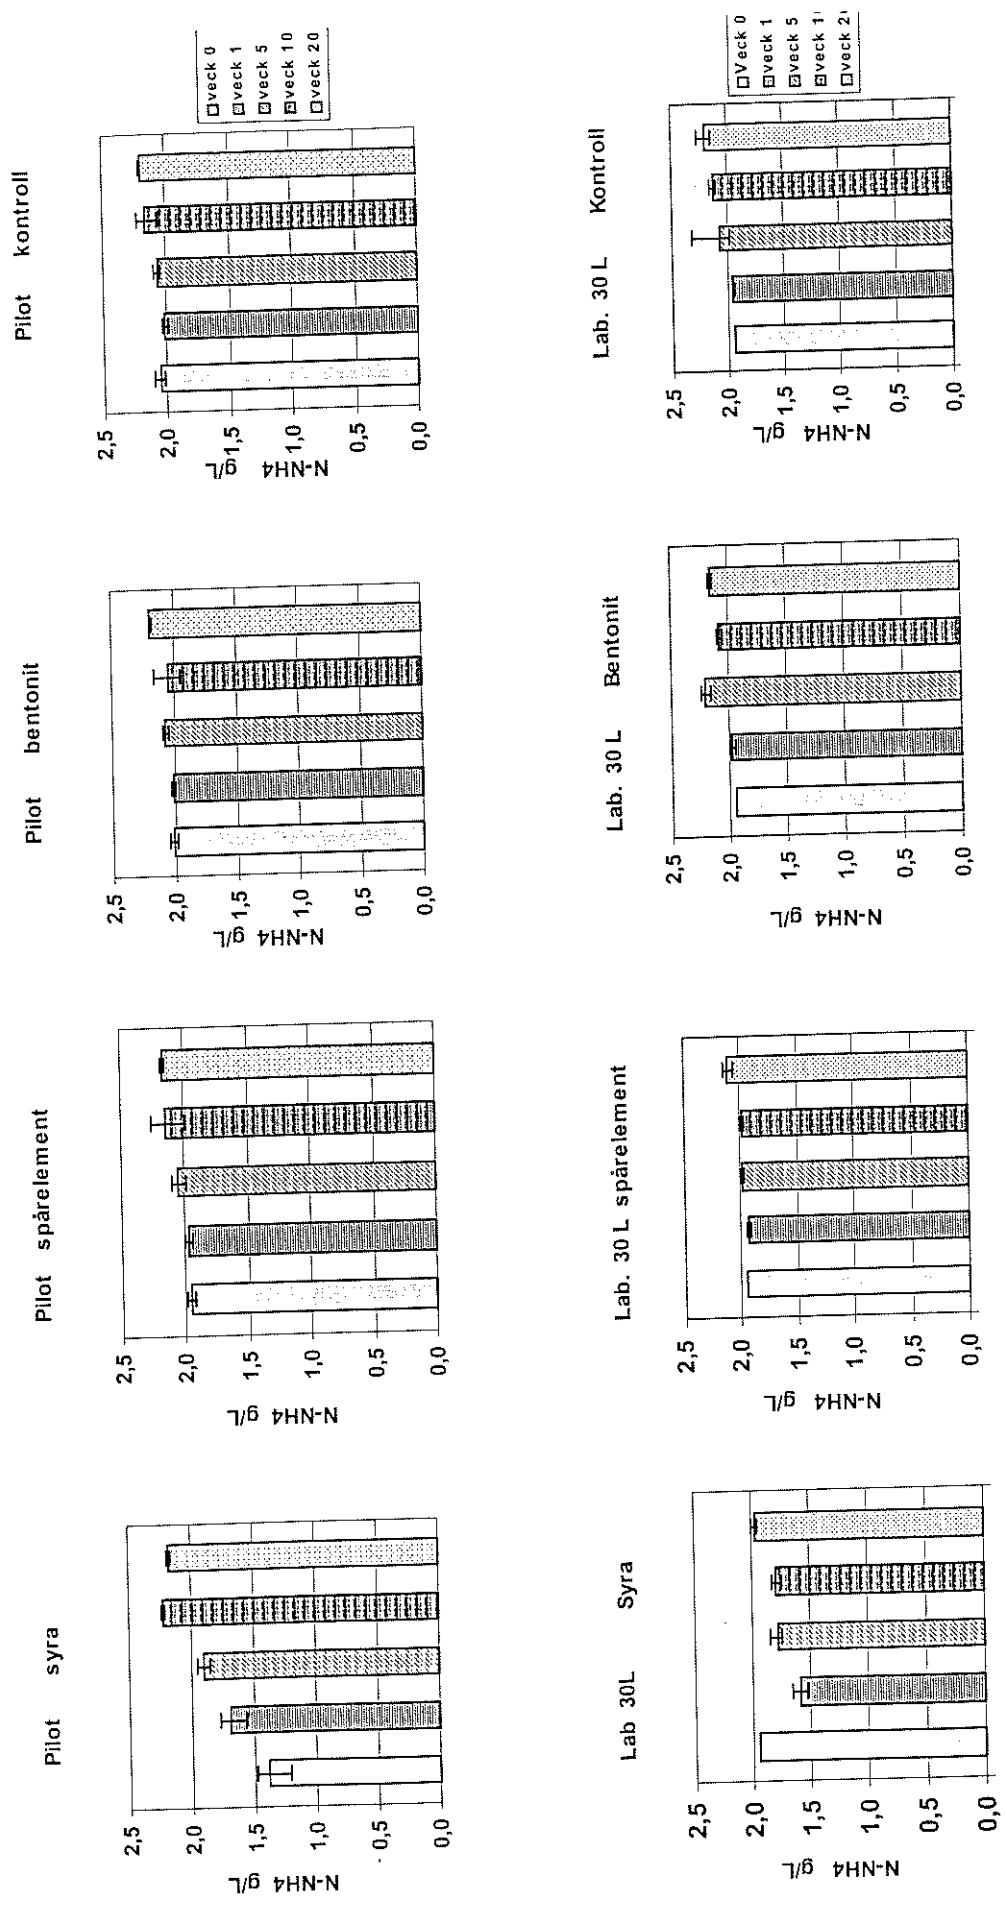 Pilot syra
N-NH4 g/L
2,5
2,0
1,5
1,0
0,5
0,0
Pilot spårelement
N-NH4 g/L
2,5
2,0
1,5
1,0
0,5
0,0
Pilot bentonit
N-NH4 g/L
2,5
2,0
1,5
1,0
0,5
0,0
Pilot kontroll
N-NH4 g/L
2,5
2,0
1,5
1,0
0,5
0,0
veck 0
veck 1
veck 5
veck 10
veck 20
Lab 30L Syra
N-NH4 g/L
2,5
2,0
1,5
1,0
0,5
0,0
Lab. 30 L spårelement
N-NH4 g/L
2,5
2,0
1,5
1,0
0,5
0,0
Lab. 30 L Bentonit
N-NH4 g/L
2,5
2,0
1,5
1,0
0,5
0,0
Lab. 30 L Kontroll
N-NH4 g/L
2,5
2,0
1,5
1,0
0,5
0,0
Veck 0
veck 1
veck 5
veck
veck